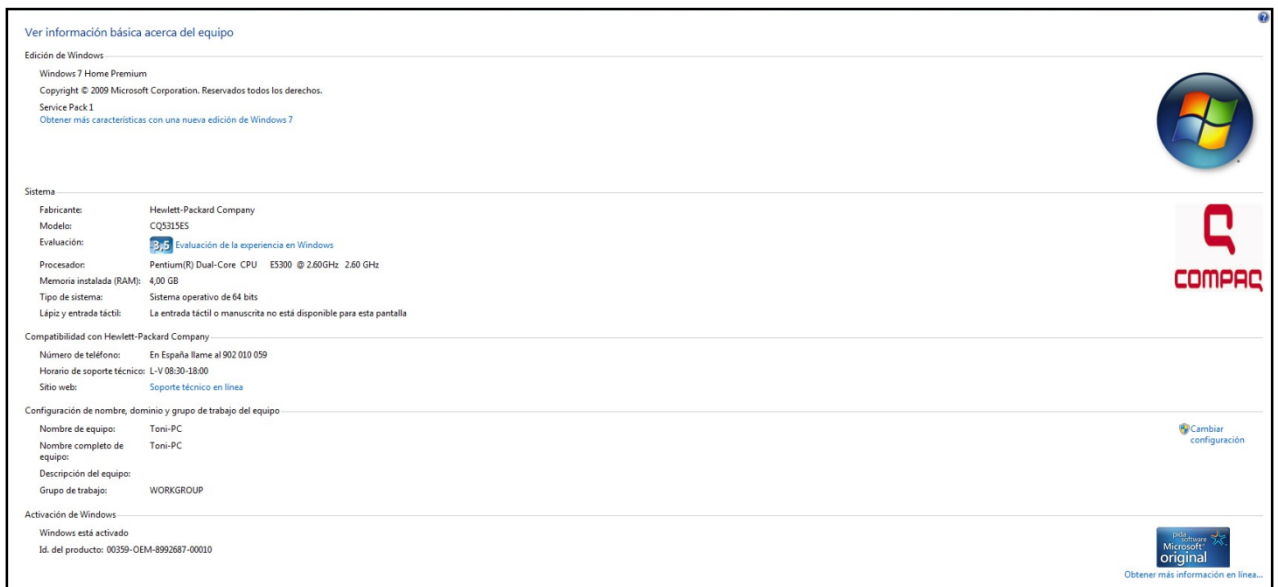 Ver información básica acerca del equipo
Edición de Windows
Windows 7 Home Premium
Copyright © 2009 Microsoft Corporation. Reservados todos los derechos.
Service Pack 1
Obtener más características con una nueva edición de Windows 7
Sistema
Fabricante: Hewlett-Packard Company
Modelo: CQ5315ES
Evaluación: 3,5 Evaluación de la experiencia en Windows
Procesador: Pentium(R) Dual-Core CPU E5300 @ 2.60GHz 2.60 GHz
Memoria instalada (RAM): 4,00 GB
Tipo de sistema: Sistema operativo de 64 bits
Lápiz y entrada táctil: La entrada táctil o manuscrita no está disponible para esta pantalla
COMPAQ
Compatibilidad con Hewlett-Packard Company
Número de teléfono: En España llame al 902 010 059
Horario de soporte técnico: L-V 08:30-18:00
Sitio web: Soporte técnico en línea
Configuración de nombre, dominio y grupo de trabajo del equipo
Nombre de equipo: Toni-PC
Cambiar
configuración
Nombre completo de
equipo: Toni-PC
Descripción del equipo:
Grupo de trabajo: WORKGROUP
Activación de Windows
Windows está activado
Id. del producto: 00359-OEM-8992687-00010
pida
software
Microsoft
original
Obtener más información en línea...